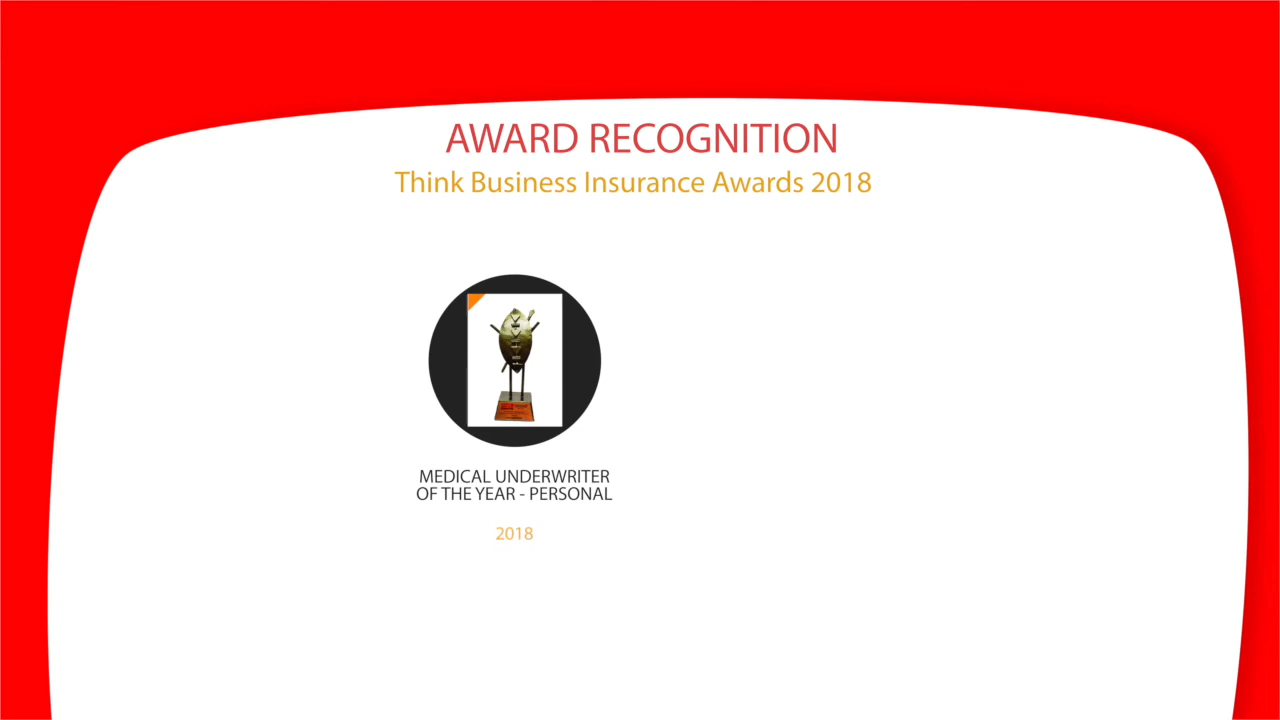 AWARD RECOGNITION
Think Business Insurance Awards 2018
MEDICAL UNDERWRITER
OF THE YEAR - PERSONAL
2018